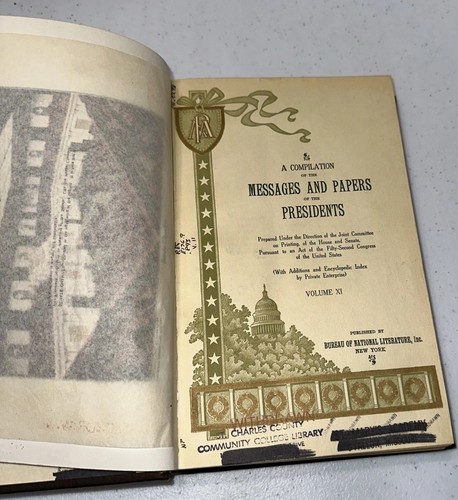 A COMPILATION
OF THE
MESSAGES AND PAPERS
OF THE
PRESIDENTS
Prepared Under the Direction of the Joint Committee
on Printing, of the House and Senate,
Pursuant to an Act of the Fifty-Second Congress
of the United States
(With Additions and Encyclopedic Index
by Private Enterprise)
VOLUME XI
PUBLISHED BY
BUREAU OF NATIONAL LITERATURE, Inc.
NEW YORK
CHARLES COUNTY
COMMUNITY COLLEGE LIBRARY